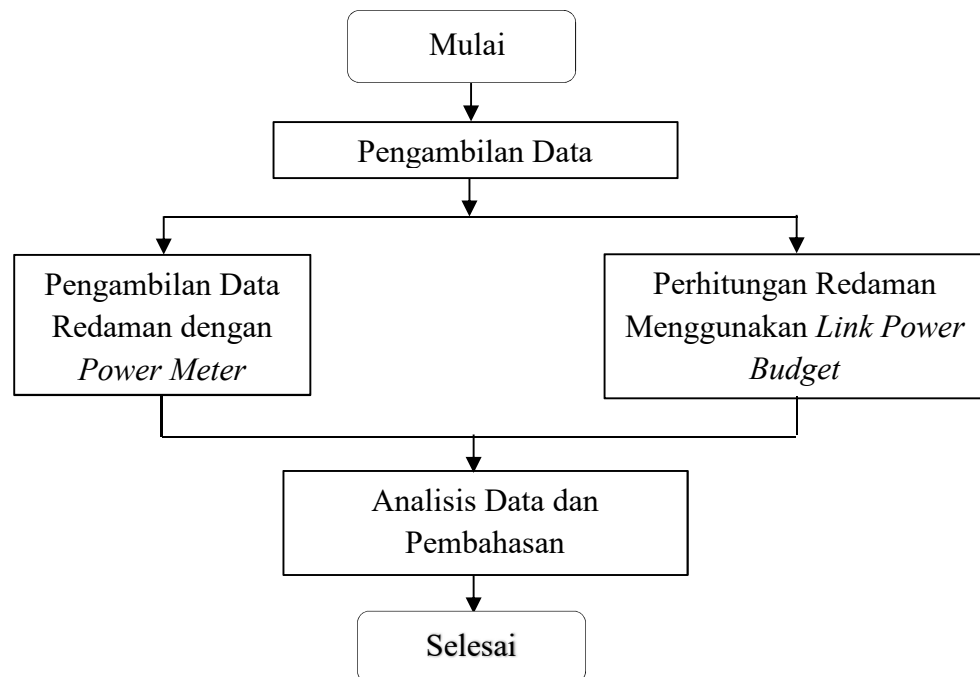 Mulai
Pengambilan Data
Pengambilan Data
Redaman dengan
Power Meter
Perhitungan Redaman
Menggunakan Link Power
Budget
Analisis Data dan
Pembahasan
Selesai